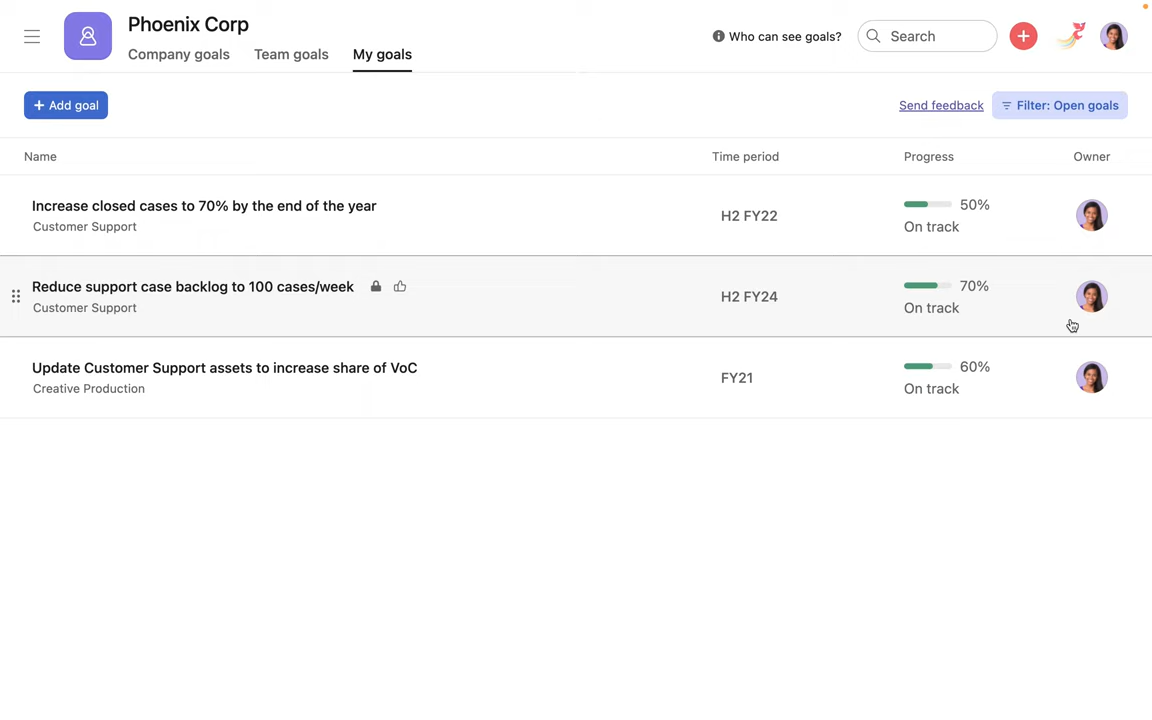 Phoenix Corp
Company goals Team goals My goals
Who can see goals? Search
+ Add goal Send feedback Filter: Open goals
Name Time period Progress Owner
Increase closed cases to 70% by the end of the year
Customer Support
H2 FY22
50%
On track
Reduce support case backlog to 100 cases/week
Customer Support
H2 FY24
70%
On track
Update Customer Support assets to increase share of VoC
Creative Production
FY21
60%
On track